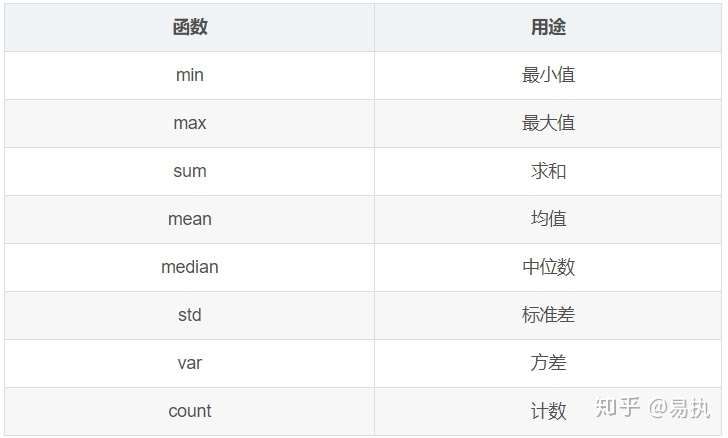 函数 用途
min 最小值
max 最大值
sum 求和
mean 均值
median 中位数
std 标准差
var 方差
count 计数
知乎 @易执